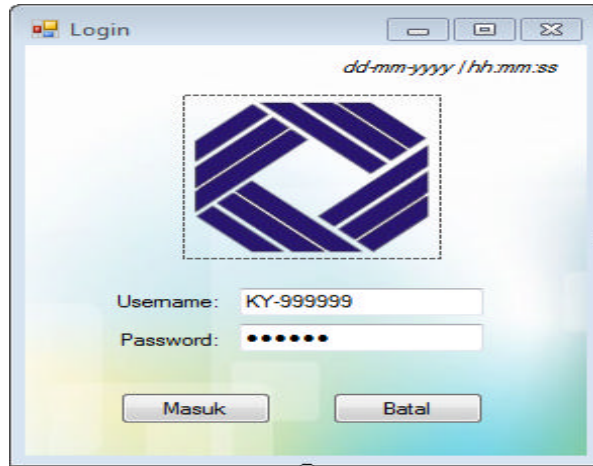 Login
dd-mm-yyyy / hh:mm:ss
Username: KY-999999
Password: ●●●●●●
Masuk Batal